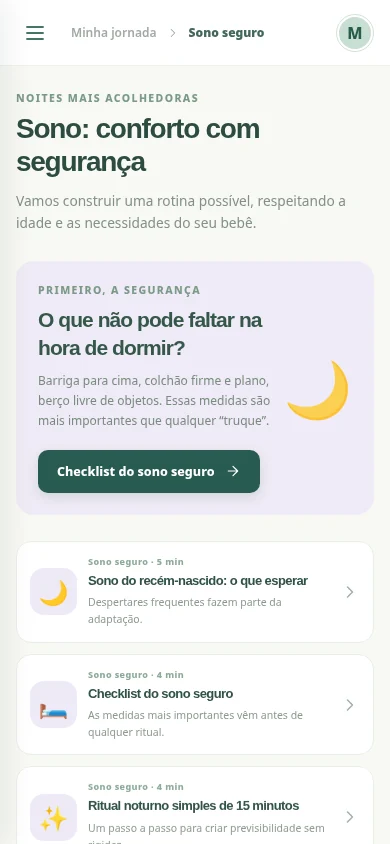 Minha jornada
Sono seguro
M
NOITES MAIS ACOLHEDORAS
Sono: conforto com
segurança
Vamos construir uma rotina possível, respeitando a
idade e as necessidades do seu bebê.
PRIMEIRO, A SEGURANÇA
O que não pode faltar na
hora de dormir?
Barriga para cima, colchão firme e plano,
berço livre de objetos. Essas medidas são
mais importantes que qualquer “truque”.
Checklist do sono seguro
Sono seguro · 5 min
Sono do recém-nascido: o que esperar
Despertares frequentes fazem parte da
adaptação.
Sono seguro · 4 min
Checklist do sono seguro
As medidas mais importantes vêm antes de
qualquer ritual.
Sono seguro · 4 min
Ritual noturno simples de 15 minutos
Um passo a passo para criar previsibilidade sem